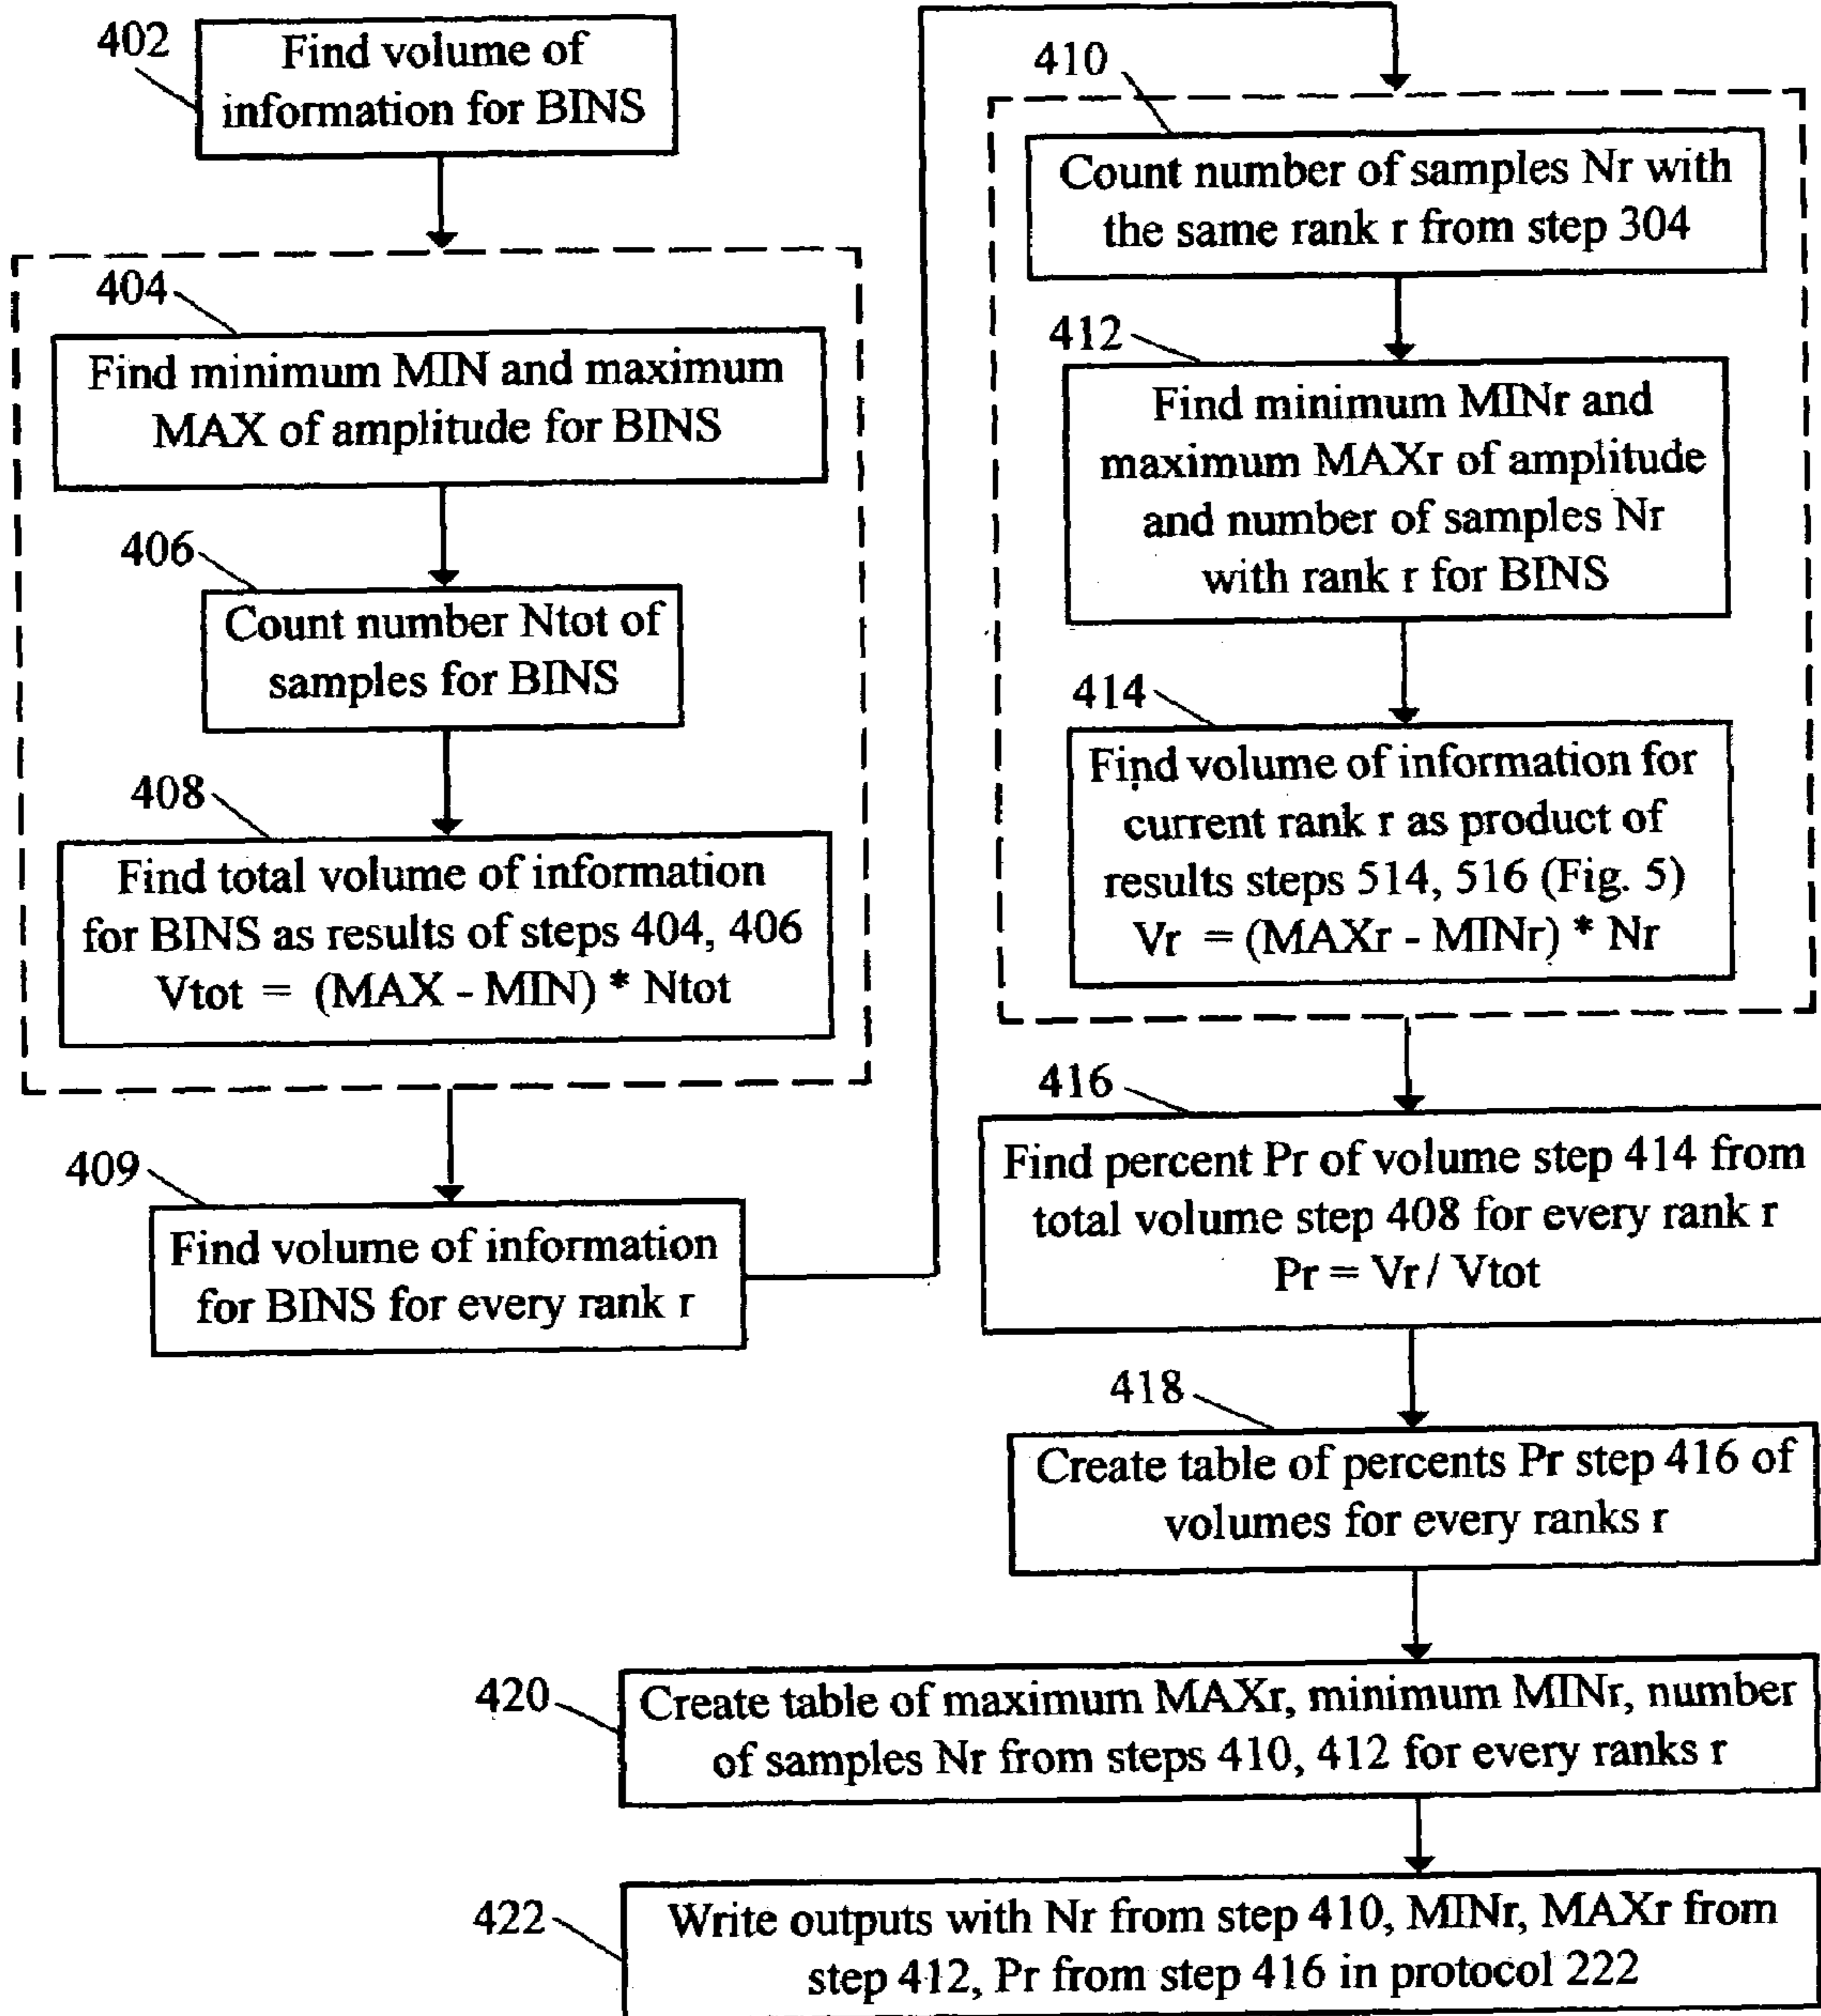 402
Find volume of
information for BINS
404
Find minimum MIN and maximum
MAX of amplitude for BINS
406
Count number Ntot of
samples for BINS
408
Find total volume of information
for BINS as results of steps 404, 406
Vtot = (MAX - MIN) * Ntot
409
Find volume of information
for BINS for every rank r
410
Count number of samples Nr with
the same rank r from step 304
412
Find minimum MINr and
maximum MAXr of amplitude
and number of samples Nr
with rank r for BINS
414
Find volume of information for
current rank r as product of
results steps 514, 516 (Fig. 5)
Vr = (MAXr - MINr) * Nr
416
Find percent Pr of volume step 414 from
total volume step 408 for every rank r
Pr = Vr / Vtot
418
Create table of percents Pr step 416 of
volumes for every ranks r
420
Create table of maximum MAXr, minimum MINr, number
of samples Nr from steps 410, 412 for every ranks r
422
Write outputs with Nr from step 410, MINr, MAXr from
step 412, Pr from step 416 in protocol 222